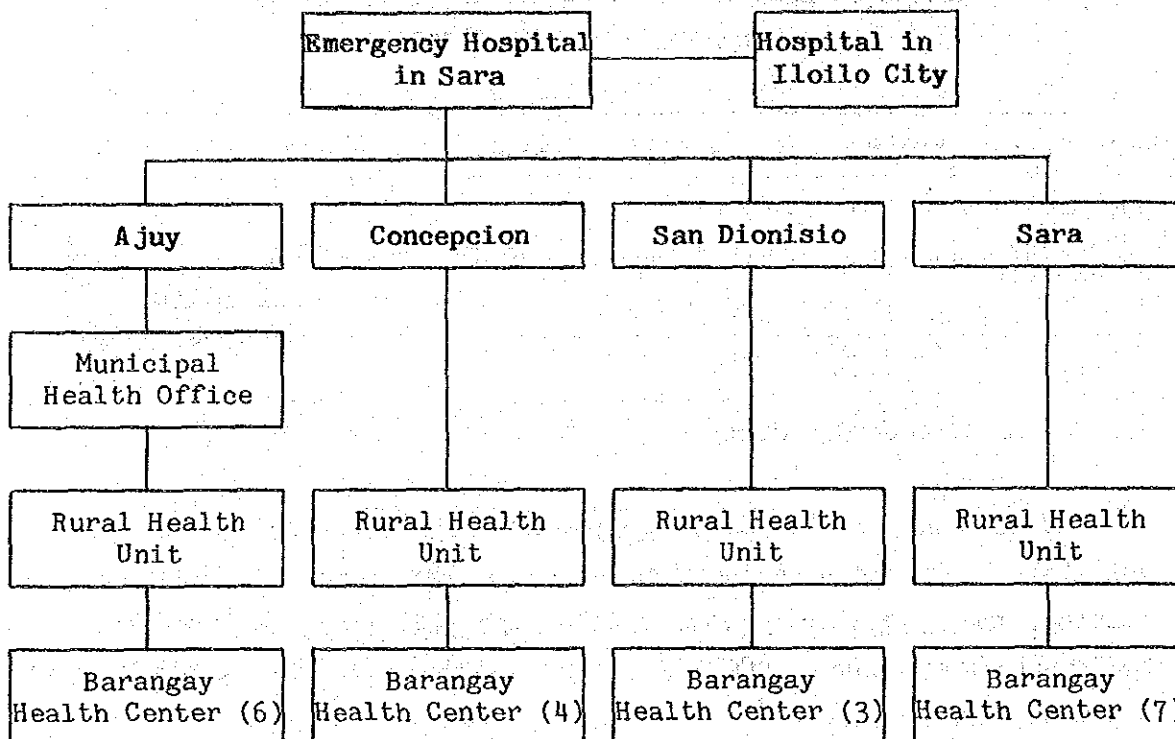 Emergency Hospital
in Sara
Hospital in
Iloilo City
Ajuy
Concepcion
San Dionisio
Sara
Municipal
Health Office
Rural Health
Unit
Rural Health
Unit
Rural Health
Unit
Rural Health
Unit
Barangay
Health Center (6)
Barangay
Health Center (4)
Barangay
Health Center (3)
Barangay
Health Center (7)